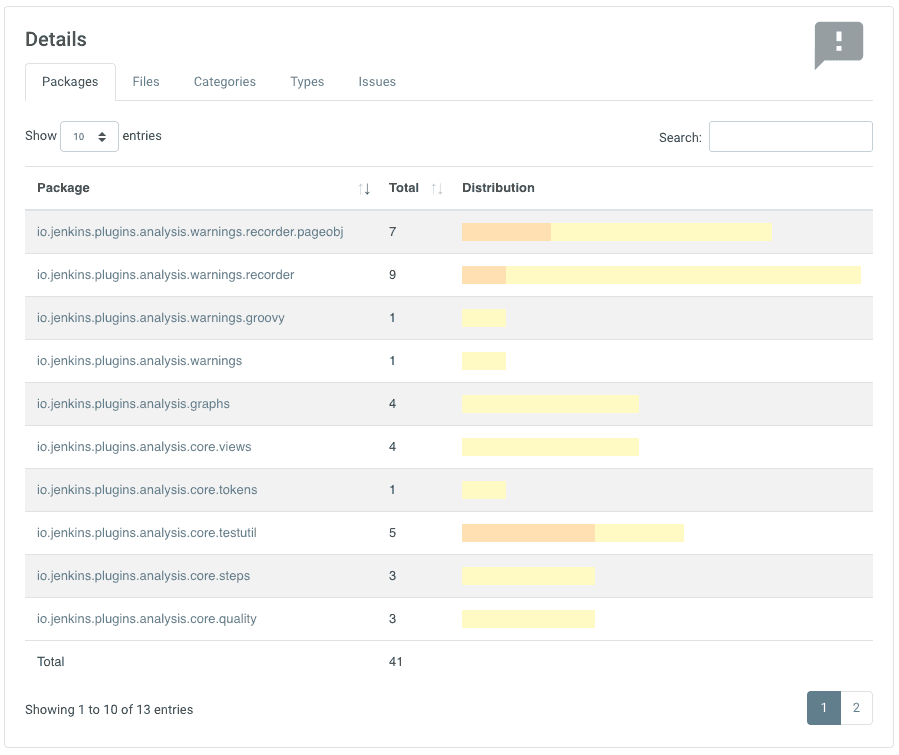 Details
Packages Files Categories Types Issues
Show 10 entries Search:
Package Total Distribution
io.jenkins.plugins.analysis.warnings.recorder.pageobj 7
io.jenkins.plugins.analysis.warnings.recorder 9
io.jenkins.plugins.analysis.warnings.groovy 1
io.jenkins.plugins.analysis.warnings 1
io.jenkins.plugins.analysis.graphs 4
io.jenkins.plugins.analysis.core.views 4
io.jenkins.plugins.analysis.core.tokens 1
io.jenkins.plugins.analysis.core.testutil 5
io.jenkins.plugins.analysis.core.steps 3
io.jenkins.plugins.analysis.core.quality 3
Total 41
Showing 1 to 10 of 13 entries 1 2